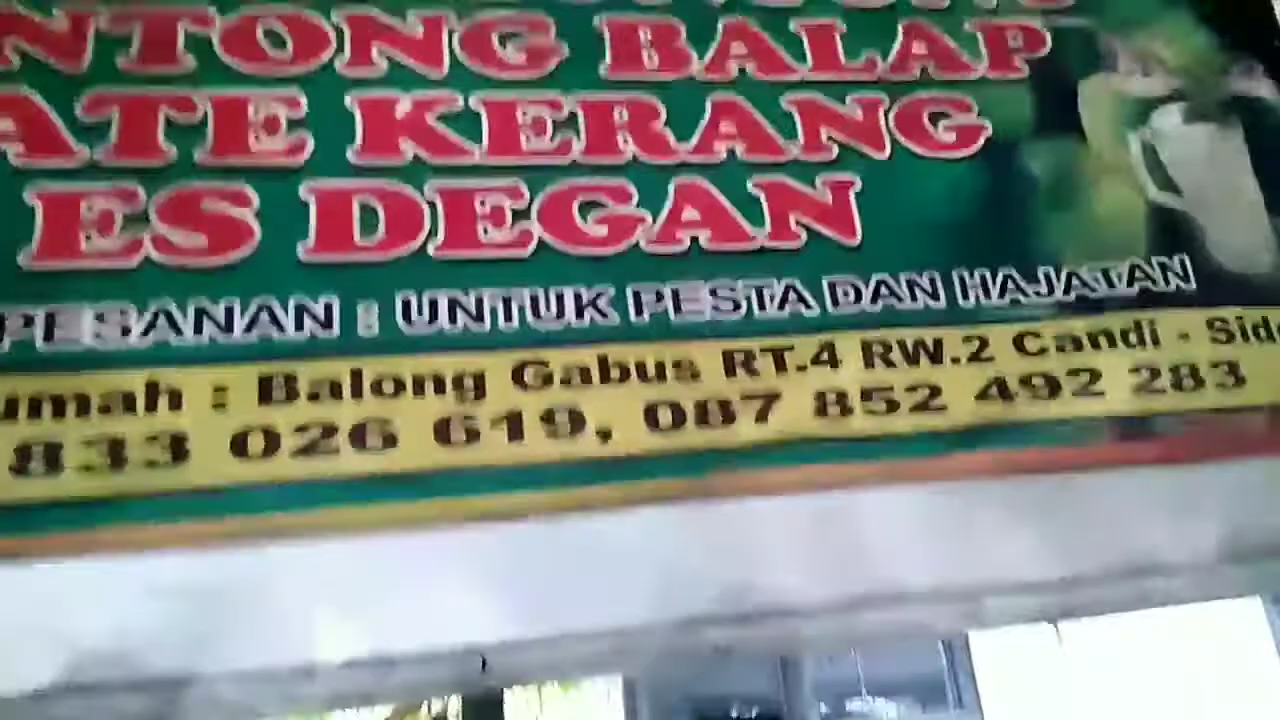 NTONG BALAP
ATE KERANG
ES DEGAN
PESANAN : UNTUK PESTA DAN HAJATAN
umah : Balong Gabus RT.4 RW.2 Candi - Sid
833 026 619, 087 852 492 283